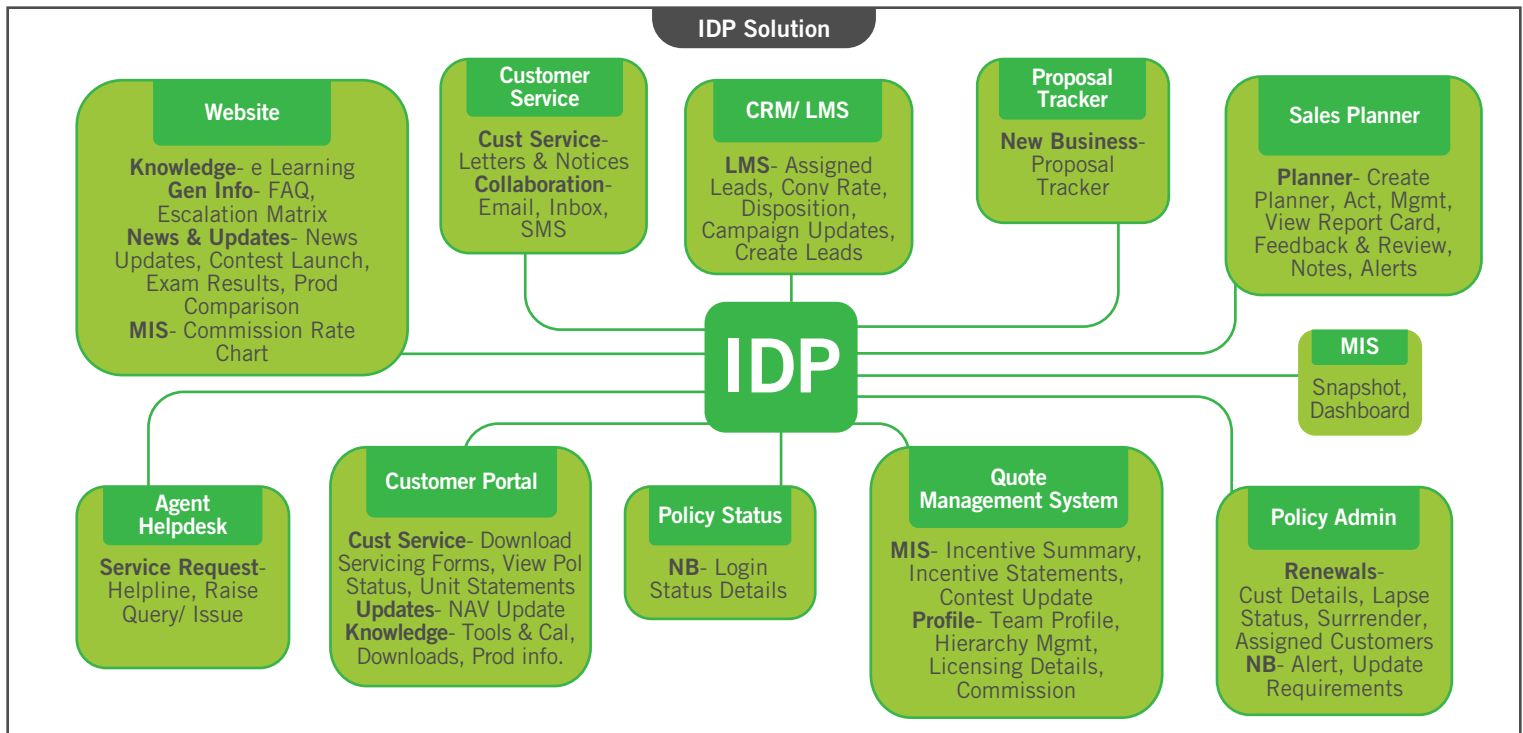 IDP Solution
Website
Knowledge- e Learning
Gen Info- FAQ,
Escalation Matrix
News & Updates- News
Updates, Contest Launch,
Exam Results, Prod
Comparison
MIS- Commission Rate
Chart
Customer
Service
Cust Service-
Letters & Notices
Collaboration-
Email, Inbox,
SMS
CRM/ LMS
LMS- Assigned
Leads, Conv Rate,
Disposition,
Campaign Updates,
Create Leads
Proposal
Tracker
New Business-
Proposal
Tracker
Sales Planner
Planner- Create
Planner, Act, Mgmt,
View Report Card,
Feedback & Review,
Notes, Alerts
IDP
MIS
Snapshot,
Dashboard
Agent
Helpdesk
Service Request-
Helpline, Raise
Query/ Issue
Customer Portal
Cust Service- Download
Servicing Forms, View Pol
Status, Unit Statements
Updates- NAV Update
Knowledge- Tools & Cal,
Downloads, Prod info.
Policy Status
NB- Login
Status Details
Quote
Management System
MIS- Incentive Summary,
Incentive Statements,
Contest Update
Profile- Team Profile,
Hierarchy Mgmt,
Licensing Details,
Commission
Policy Admin
Renewals-
Cust Details, Lapse
Status, Surrrender,
Assigned Customers
NB- Alert, Update
Requirements